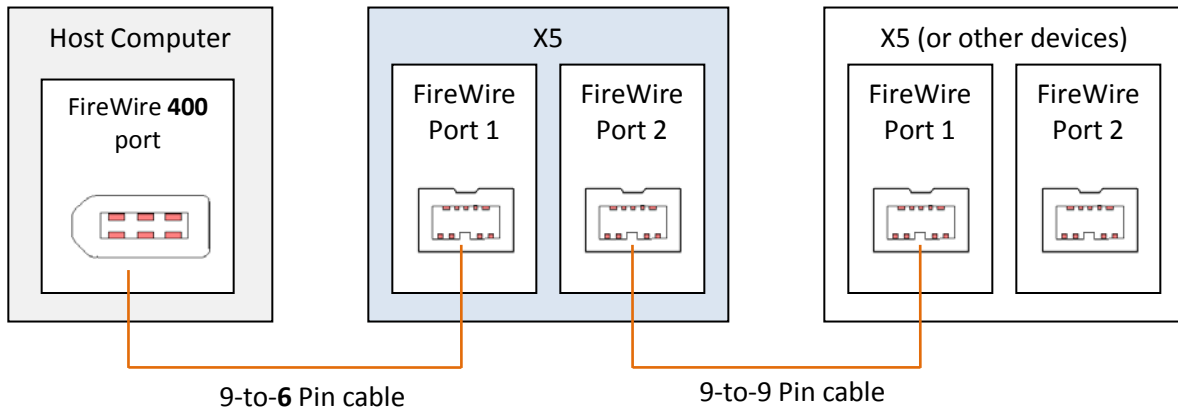 Host Computer
FireWire 400
port
X5
FireWire
Port 1
FireWire
Port 2
X5 (or other devices)
FireWire
Port 1
FireWire
Port 2
9-to-6 Pin cable
9-to-9 Pin cable